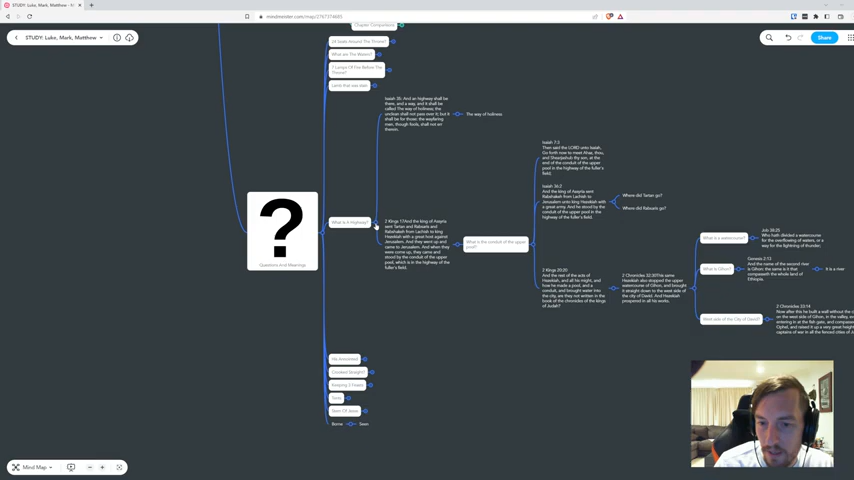 STUDY: Luke, Mark, Matthew - M
mindmeister.com/map/2767374685
STUDY: Luke, Mark, Matthew
Share
Chapter Comparisons
24 Seats Around The Throne?
What are The Wears?
7 Lamps Of Fire Before The
Throne?
Lamb that was slain
Isaiah 35: And an highway shall be
there, and a way, and it shall be
called The way of holiness; the
unclean shall not pass over it; but it
shall be for those: the wayfaring
men, though fools, shall not err
therein.
The way of holiness
Isaiah 7:3
Then said the LORD unto Isaiah,
Go forth now to meet Ahaz, thou,
and Shearjashub thy son, at the
end of the conduit of the upper
pool in the highway of the fuller's
field;
Isaiah 36:2
And the king of Assyria sent
Rabshakeh from Lachish to
Jerusalem unto king Hezekiah with
a great army. And he stood by the
conduit of the upper pool in the
highway of the fuller's field.
Where did Tartan go?
Where did Rabsaris go?
What Is A Highway?
2 Kings 17And the king of Assyria
sent Tartan and Rabsaris and
Rabshakeh from Lachish to king
Hezekiah with a great host against
Jerusalem. And they went up and
came to Jerusalem. And when they
were come up, they came and
stood by the conduit of the upper
pool, which is in the highway of the
fuller's field.
What is the conduit of the upper
pool?
2 Kings 20:20
And the rest of the acts of
Hezekiah, and all his might, and
how he made a pool, and a
conduit, and brought water into
the city, are they not written in the
book of the chronicles of the kings
of Judah?
2 Chronicles 32:30This same
Hezekiah also stopped the upper
watercourse of Gihon, and brought
it straight down to the west side of
the city of David. And Hezekiah
prospered in all his works.
What is a watercourse?
Job 38:25
Who hath divided a watercourse
for the overflowing of waters, or a
way for the lightning of thunder;
What is Gihon?
Genesis 2:13
And the name of the second river
is Gihon: the same is it that
compasseth the whole land of
Ethiopia.
It is a river
West side of the City of David?
2 Chronicles 33:14
Now after this he built a wall without the c
on the west side of Gihon, in the valley, ev
entering in at the fish gate, and compasse
Ophel, and raised it up a very great heigh
captains of war in all the fenced cities of J
?
Questions And Meanings
His Anointed
Crooked Straight?
Keeping 3 Feasts
Stem Of Jesse
Borne
Seen
Mind Map